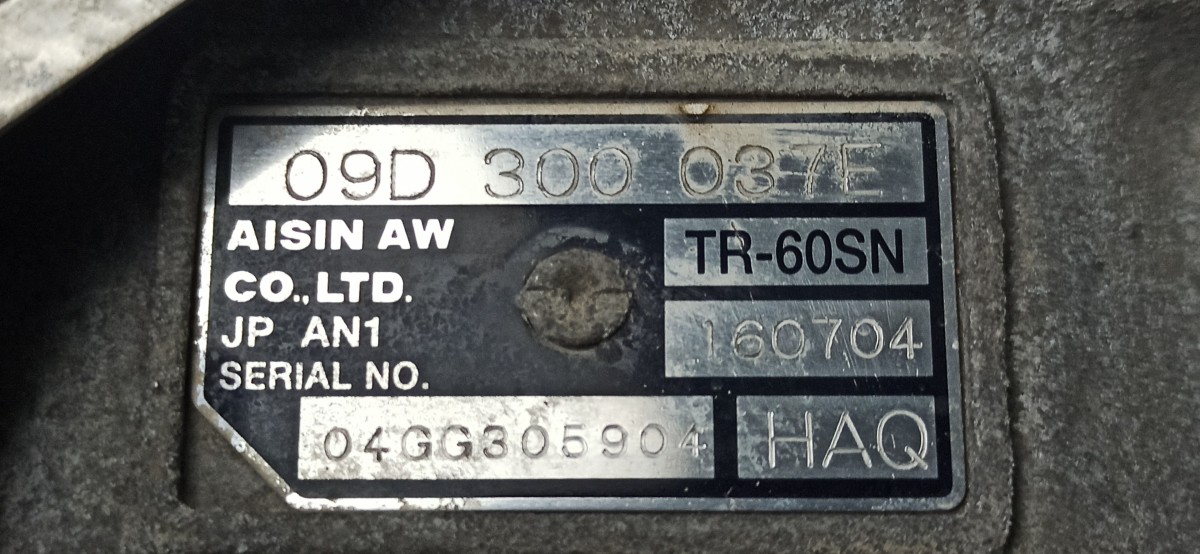 09D 300 037E
AISIN AW
CO.,LTD.
TR-60SN
JP AN1
160704
SERIAL NO.
04GG305904
HAQ